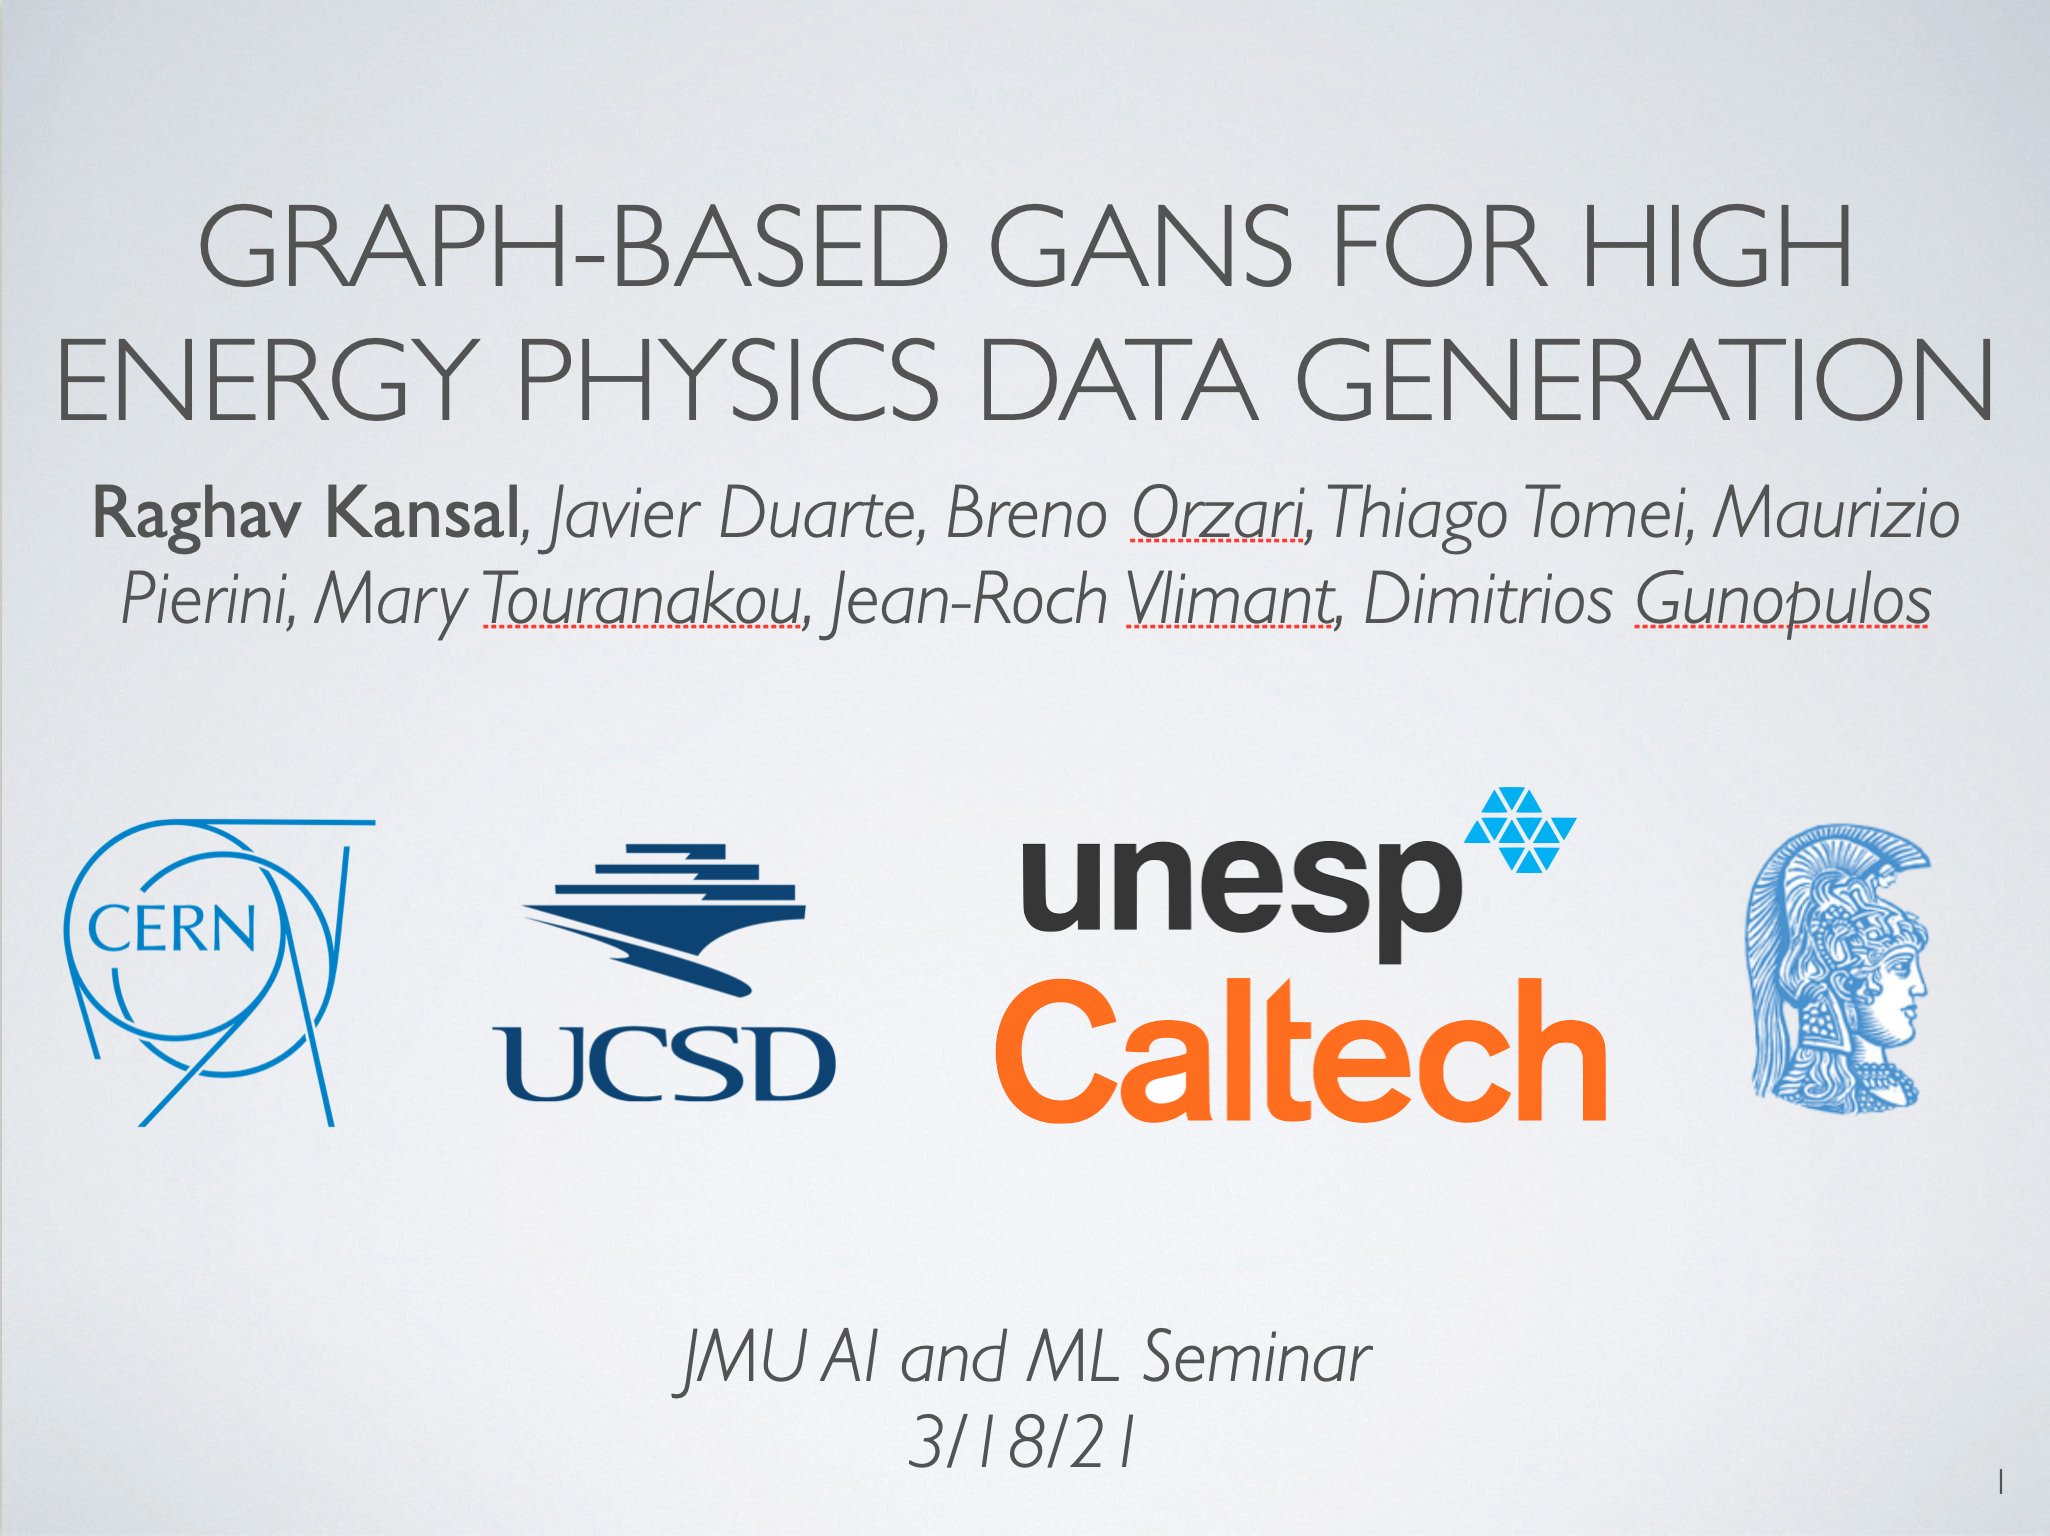 GRAPH-BASED GANS FOR HIGH
ENERGY PHYSICS DATA GENERATION
Raghav Kansal, Javier Duarte, Breno Orzari, Thiago Tomei, Maurizio
Pierini, Mary Touranakou, Jean-Roch Vlimant, Dimitrios Gunopulos
CERN
UCSD
unesp
Caltech
JMU AI and ML Seminar
3/18/21
1